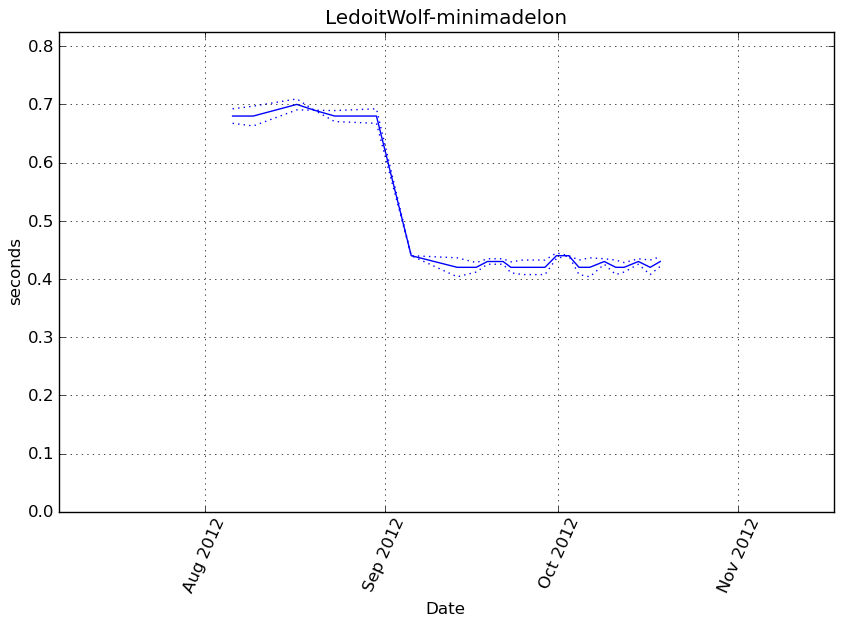 LedoitWolf-minimadelon
0.8
0.7
0.6
0.5
0.4
0.3
0.2
0.1
0.0
seconds
Aug 2012
Sep 2012
Oct 2012
Nov 2012
Date